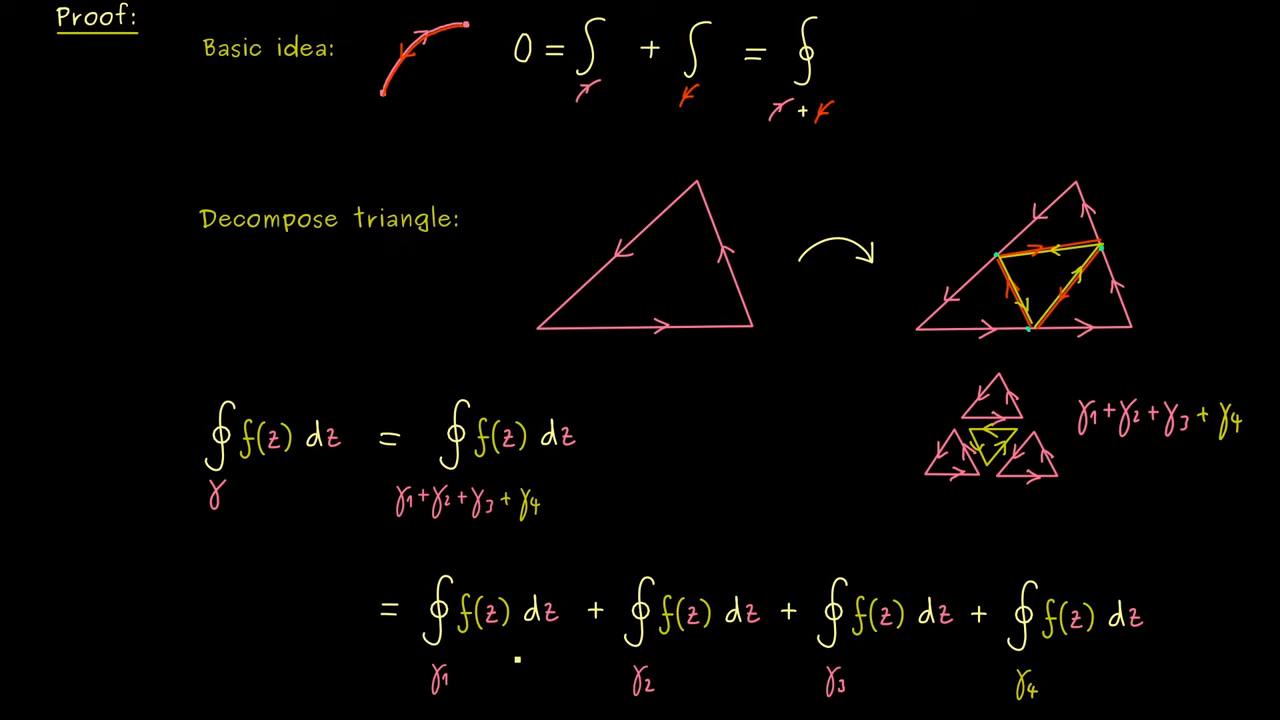 Proof:
Basic idea: 0 = ∫ + ∫ = ∮
+
Decompose triangle:
γ1 + γ2 + γ3 + γ4
∮ f(z) dz = ∮ f(z) dz
γ γ1 + γ2 + γ3 + γ4
= ∮ f(z) dz + ∮ f(z) dz + ∮ f(z) dz + ∮ f(z) dz
γ1 γ2 γ3 γ4